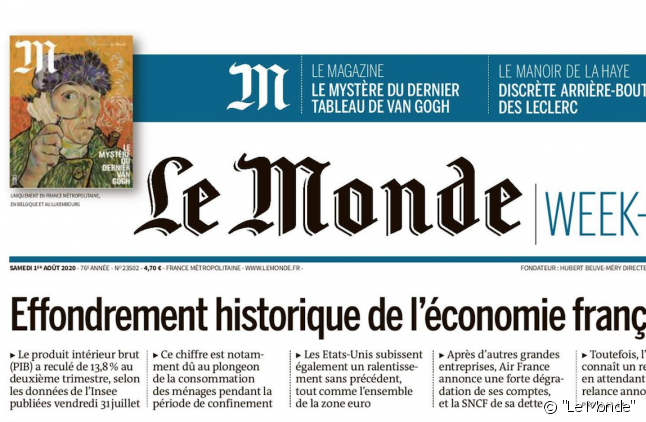 M
LE
MYSTÈRE
DU
DERNIER
VAN
GOGH
UNIQUEMENT EN FRANCE MÉTROPOLITAINE,
EN BELGIQUE ET AU LUXEMBOURG
M
LE MAGAZINE
LE MYSTÈRE DU DERNIER
TABLEAU DE VAN GOGH
LE MANOIR DE LA HAYE
DISCRÈTE ARRIÈRE-BOUT
DES LECLERC
Le Monde
WEEK-
SAMEDI 1ER AOÛT 2020 - 76E ANNÉE - NO 23502 - 4,70 € - FRANCE MÉTROPOLITAINE - WWW.LEMONDE.FR -
FONDATEUR : HUBERT BEUVE-MÉRY DIRECTE
Effondrement historique de l'économie franç
▸ Le produit intérieur brut
(PIB) a reculé de 13,8 % au
deuxième trimestre, selon
les données de l'Insee
publiées vendredi 31 juillet
▸ Ce chiffre est notam-
ment dû au plongeon
de la consommation
des ménages pendant la
période de confinement
▸ Les Etats-Unis subissent
également un ralentisse-
ment sans précédent,
tout comme l'ensemble
de la zone euro
▸ Après d'autres grandes
entreprises, Air France
annonce une forte dégra-
dation de ses comptes,
et la SNCF de sa dette
▸ Toutefois, l'
connaît un re
en attendant
relance anno
© "Le Monde"